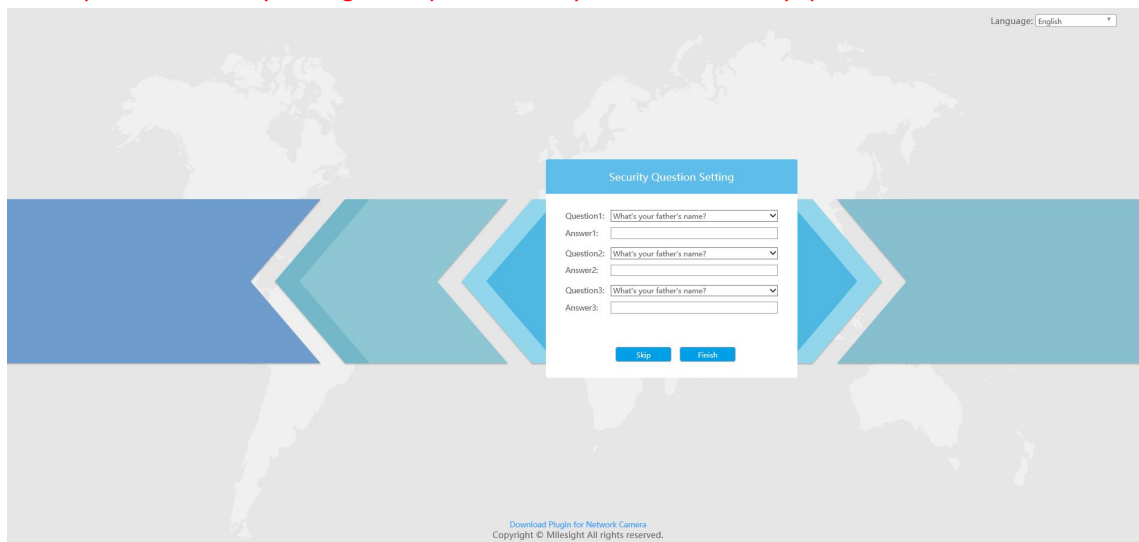 Language: English
Security Question Setting
Question1: What's your father's name?
Answer1:
Question2: What's your father's name?
Answer2:
Question3: What's your father's name?
Answer3:
Skip Finish
Download Plugin for Network Camera
Copyright © Milesight All rights reserved.